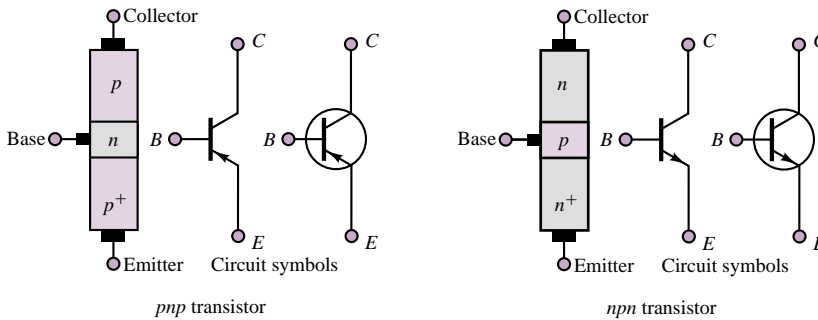 Collector
C
C
p
Base
n
B
B
p+
E
E
Emitter
Circuit symbols
pnp transistor
Collector
C
n
Base
p
B
B
n+
E
Emitter
Circuit symbols
npn transistor